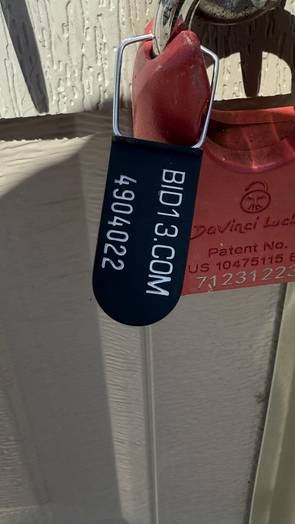 BID13.COM
4904022
DaVinci Lock
Patent No.
US 10475115 B
71231223